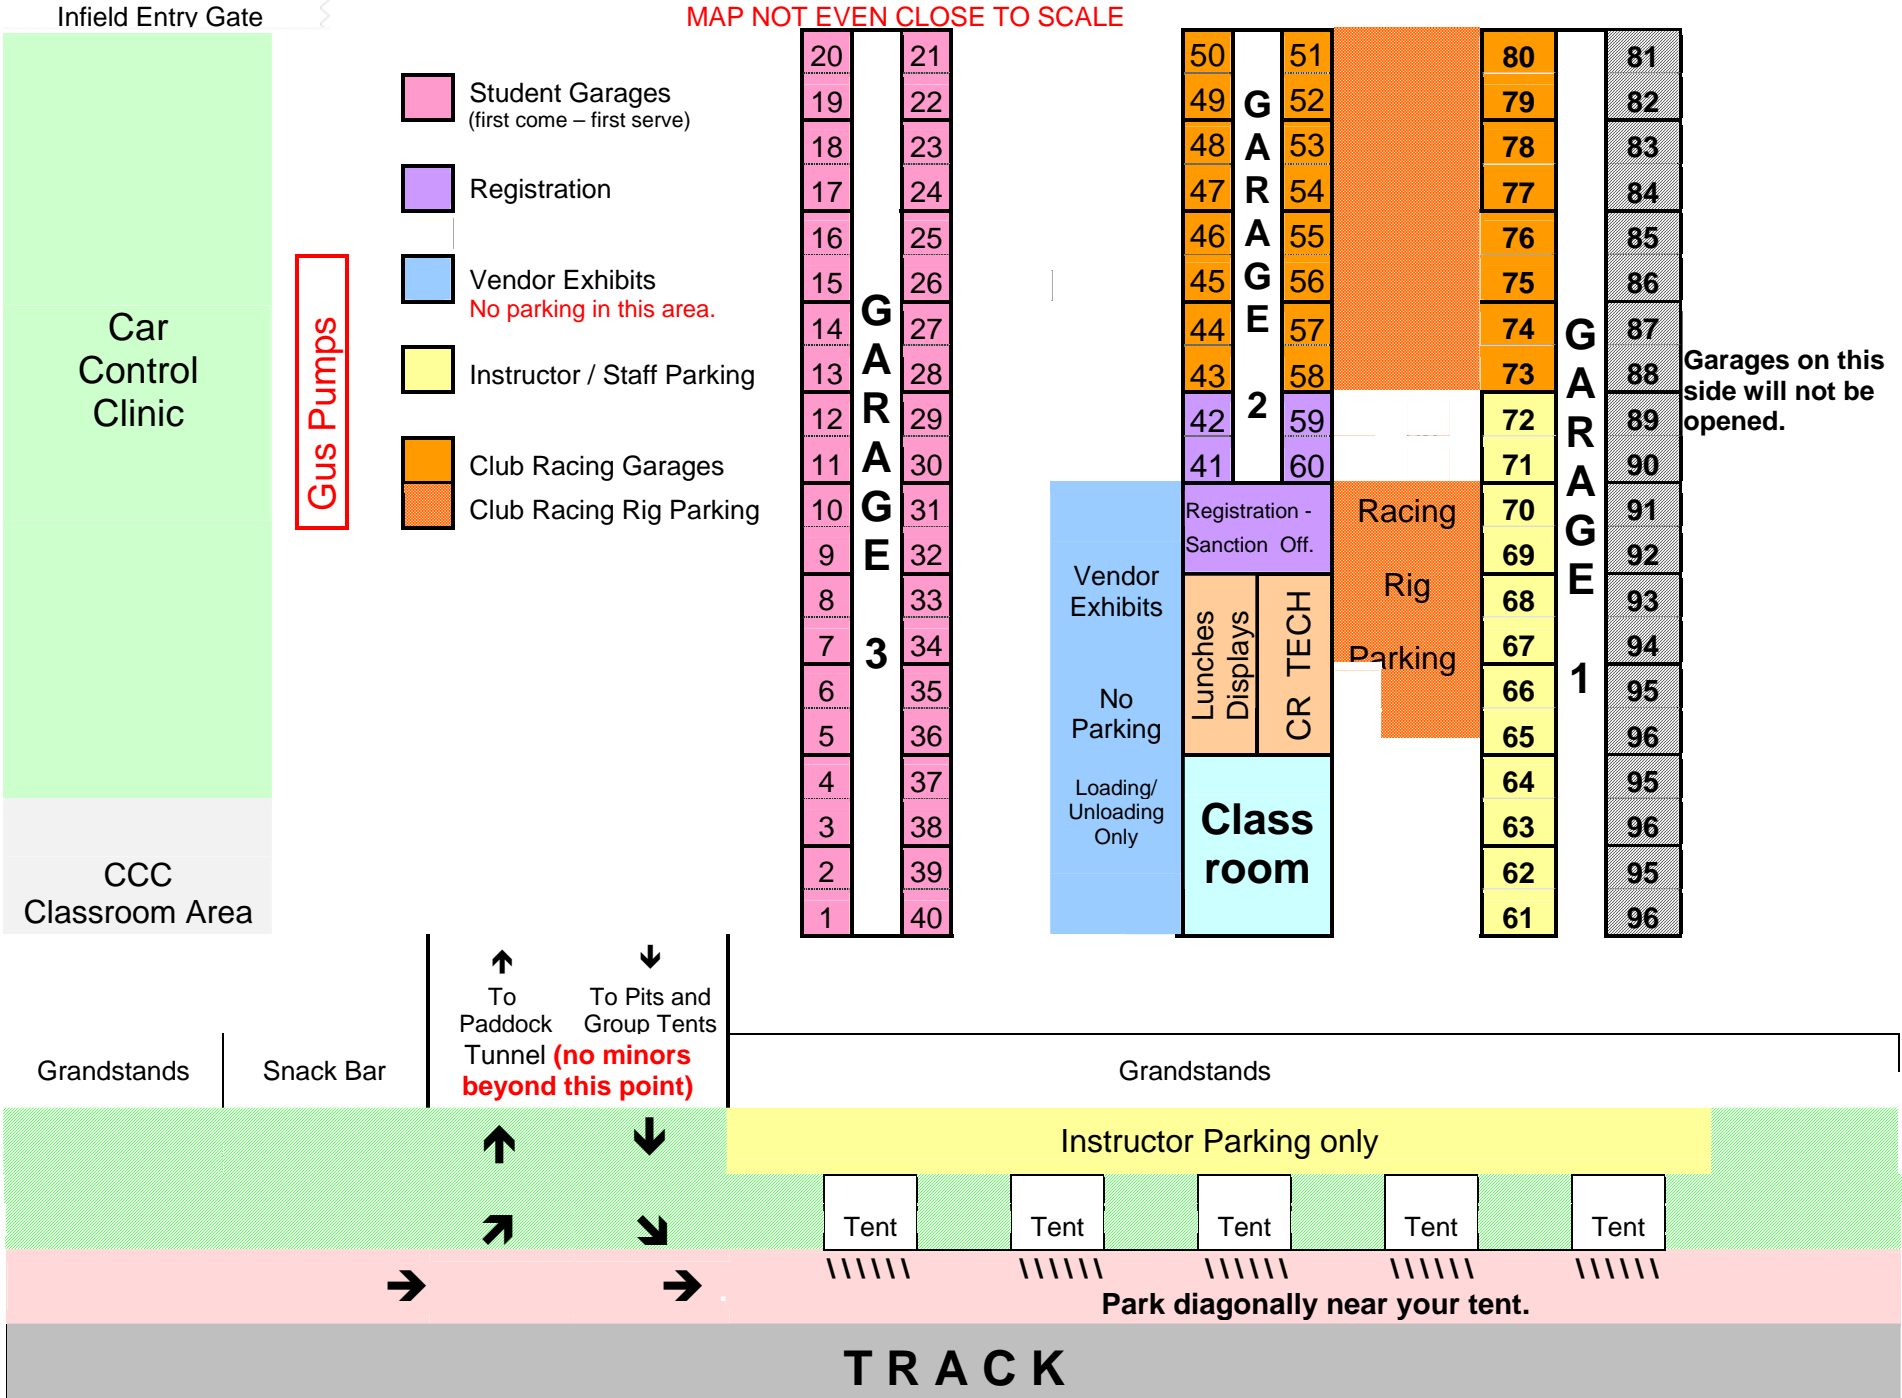 Infield Entry Gate
MAP NOT EVEN CLOSE TO SCALE
Car
Control
Clinic
CCC
Classroom Area
Gus Pumps
Student Garages
(first come – first serve)
Registration
Vendor Exhibits
No parking in this area.
Instructor / Staff Parking
Club Racing Garages
Club Racing Rig Parking
20 21
19 22
18 23
17 24
16 25
15 26
14 27
13 28
12 29
11 30
10 31
9 32
8 33
7 34
6 35
5 36
4 37
3 38
2 39
1 40
GARAGE 3
50 51
49 52
48 53
47 54
46 55
45 56
44 57
43 58
42 59
41 60
GARAGE 2
Registration -
Sanction Off.
Lunches
Displays
CR TECH
Class
room
Vendor
Exhibits
No
Parking
Loading/
Unloading
Only
Racing
Rig
Parking
80 81
79 82
78 83
77 84
76 85
75 86
74 87
73 88
72 89
71 90
70 91
69 92
68 93
67 94
66 95
65 96
64 95
63 96
62 95
61 96
GARAGE 1
Garages on this
side will not be
opened.
To
Paddock
To Pits and
Group Tents
Tunnel (no minors
beyond this point)
Grandstands
Snack Bar
Grandstands
Instructor Parking only
Tent Tent Tent Tent Tent
Park diagonally near your tent.
TRACK